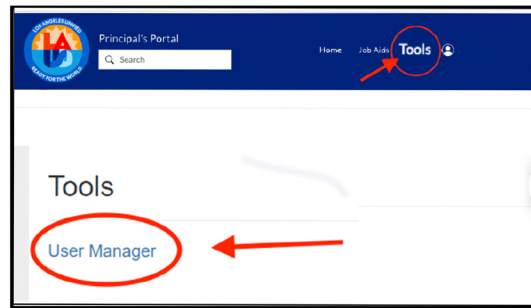 LOS ANGELES UNIFIED
READY FOR THE WORLD
Principal's Portal
Search
Home Job Aids Tools
Tools
User Manager